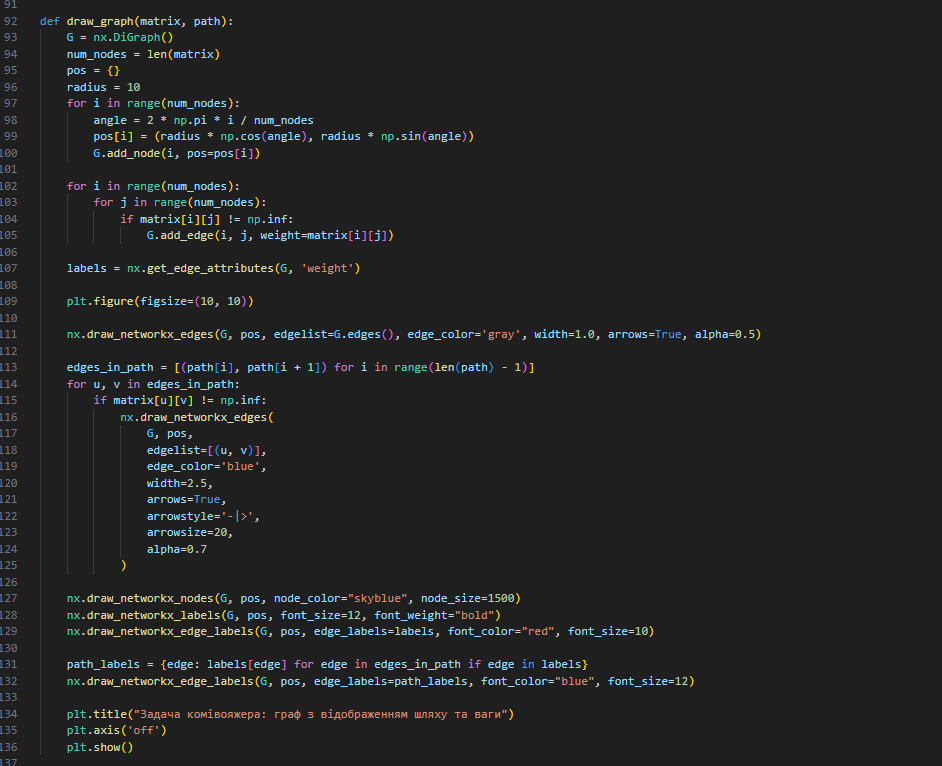 91
92 def draw_graph(matrix, path):
93     G = nx.DiGraph()
94     num_nodes = len(matrix)
95     pos = {}
96     radius = 10
97     for i in range(num_nodes):
98         angle = 2 * np.pi * i / num_nodes
99         pos[i] = (radius * np.cos(angle), radius * np.sin(angle))
100         G.add_node(i, pos=pos[i])
101
102     for i in range(num_nodes):
103         for j in range(num_nodes):
104             if matrix[i][j] != np.inf:
105                 G.add_edge(i, j, weight=matrix[i][j])
106
107     labels = nx.get_edge_attributes(G, 'weight')
108
109     plt.figure(figsize=(10, 10))
110
111     nx.draw_networkx_edges(G, pos, edgelist=G.edges(), edge_color='gray', width=1.0, arrows=True, alpha=0.5)
112
113     edges_in_path = [(path[i], path[i + 1]) for i in range(len(path) - 1)]
114     for u, v in edges_in_path:
115         if matrix[u][v] != np.inf:
116             nx.draw_networkx_edges(
117                 G, pos,
118                 edgelist=[(u, v)],
119                 edge_color='blue',
120                 width=2.5,
121                 arrows=True,
122                 arrowstyle='-|>',
123                 arrowsize=20,
124                 alpha=0.7
125             )
126
127     nx.draw_networkx_nodes(G, pos, node_color="skyblue", node_size=1500)
128     nx.draw_networkx_labels(G, pos, font_size=12, font_weight="bold")
129     nx.draw_networkx_edge_labels(G, pos, edge_labels=labels, font_color="red", font_size=10)
130
131     path_labels = {edge: labels[edge] for edge in edges_in_path if edge in labels}
132     nx.draw_networkx_edge_labels(G, pos, edge_labels=path_labels, font_color="blue", font_size=12)
133
134     plt.title("Задача комівояжера: граф з відображенням шляху та ваги")
135     plt.axis('off')
136     plt.show()
137